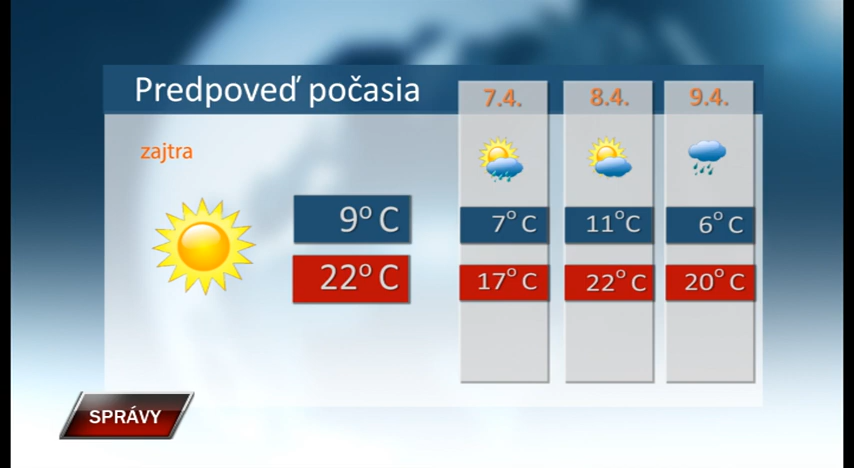 Predpoveď počasia
zajtra
9° C
22° C
7.4.
7° C
17° C
8.4.
11°C
22° C
9.4.
6° C
20° C
SPRÁVY